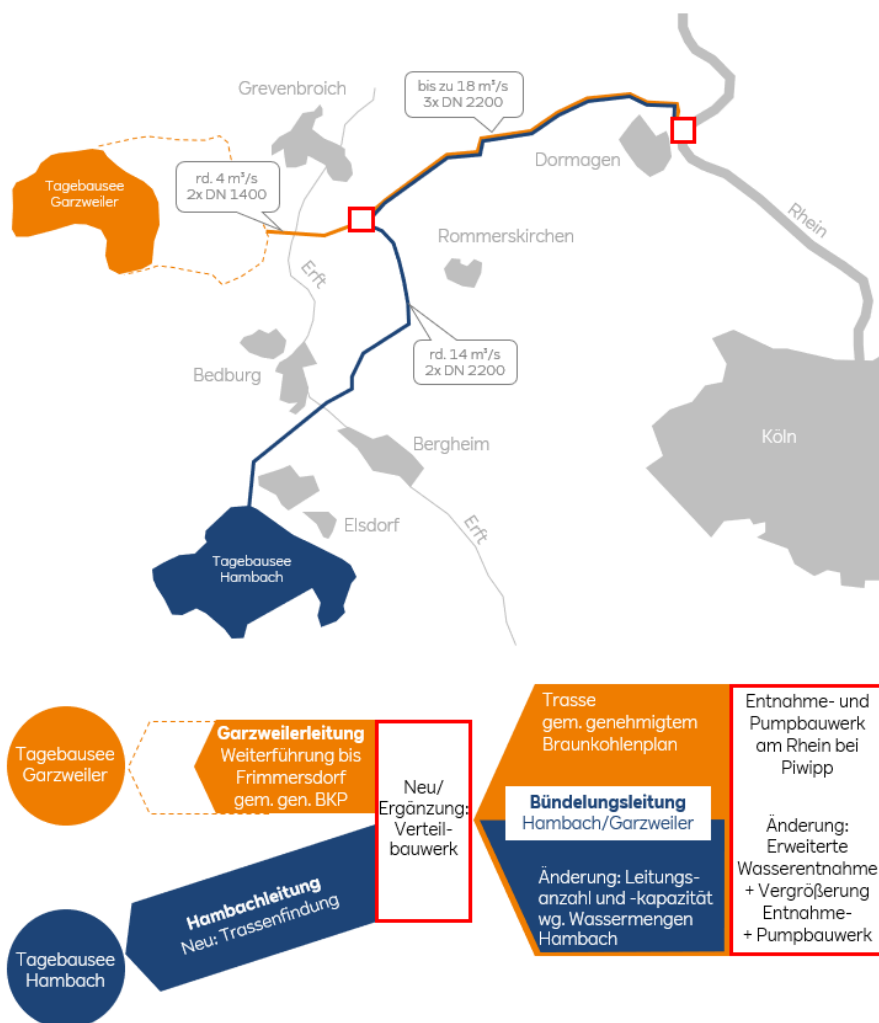 Grevenbroich
bis zu 18 m³/s
3x DN 2200
Dormagen
Tagebausee
Garzweiler
rd. 4 m³/s
2x DN 1400
Rhein
Rommerskirchen
Erft
rd. 14 m³/s
2x DN 2200
Bedburg
Bergheim
Köln
Elsdorf
Erft
Tagebausee
Hambach
Tagebausee
Garzweiler
Garzweilerleitung
Weiterführung bis
Frimmersdorf
gem. gen. BKP
Neu/
Ergänzung:
Verteil-
bauwerk
Hambachleitung
Neu: Trassenfindung
Tagebausee
Hambach
Trasse
gem. genehmigtem
Braunkohlenplan
Bündelungsleitung
Hambach/Garzweiler
Änderung: Leitungs-
anzahl und -kapazität
wg. Wassermengen
Hambach
Entnahme- und
Pumpbauwerk
am Rhein bei
Piwipp
Änderung:
Erweiterte
Wasserentnahme
+ Vergrößerung
Entnahme-
+ Pumpbauwerk